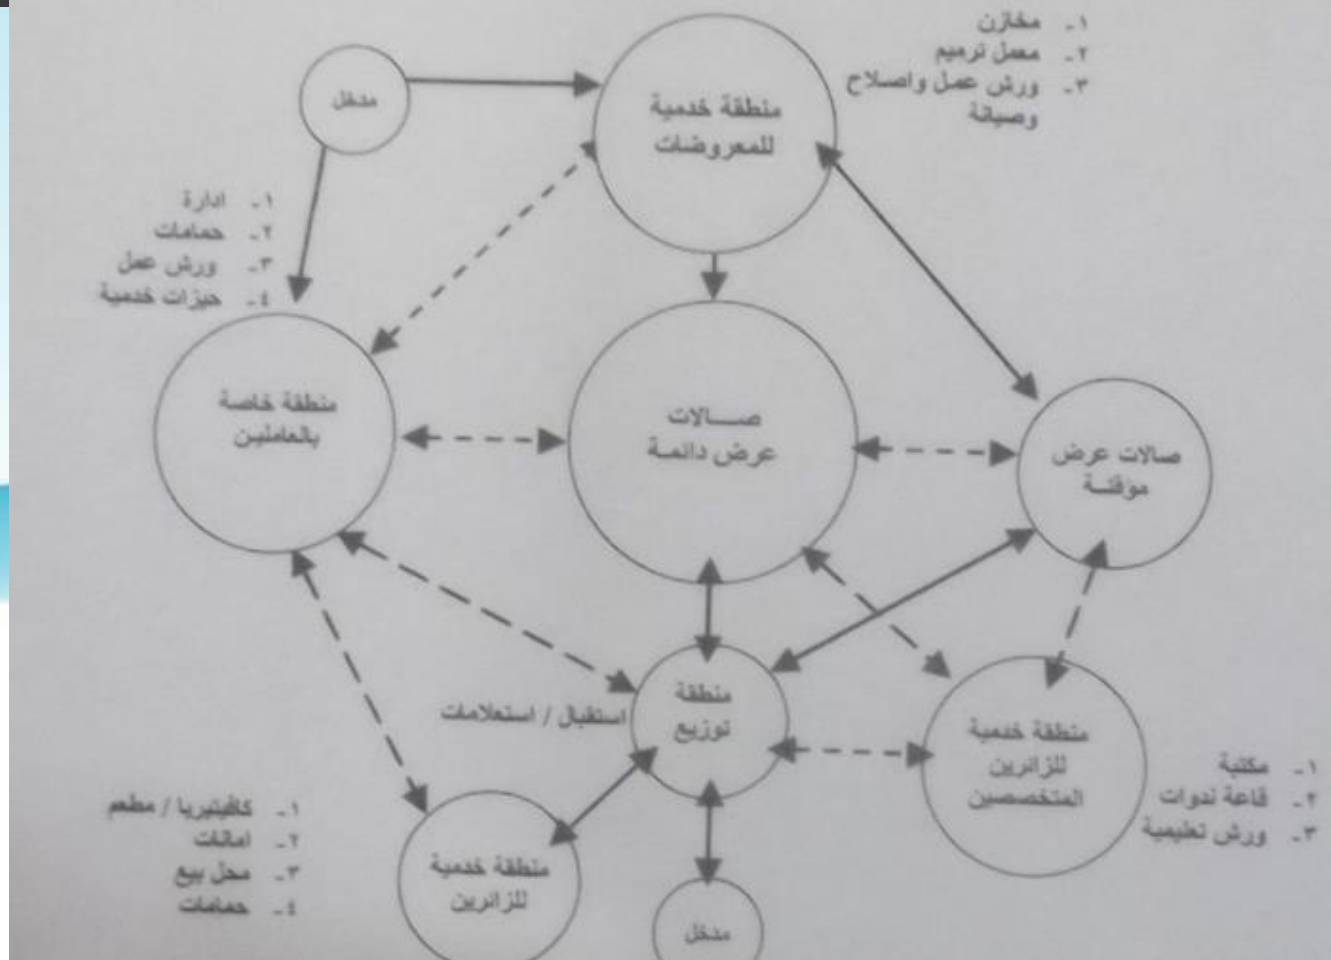 مدخل
منطقة خدمية
للمعروضات
١- مخازن
٢- معمل ترميم
٣- ورش عمل واصلاح
وصيانة
١- ادارة
٢- حمامات
٣- ورش عمل
٤- حيزات خدمية
منطقة خاصة
بالعاملين
صـــالات
عرض دائمة
صالات عرض
مؤقتـة
منطقة
توزيع
استقبال / استعلامات
منطقة خدمية
للزائرين
المتخصصين
١- مكتبة
٢- قاعة ندوات
٣- ورش تعليمية
١- كافيتيريا / مطعم
٢- امانات
٣- محل بيع
٤- حمامات
منطقة خدمية
للزائرين
مدخل